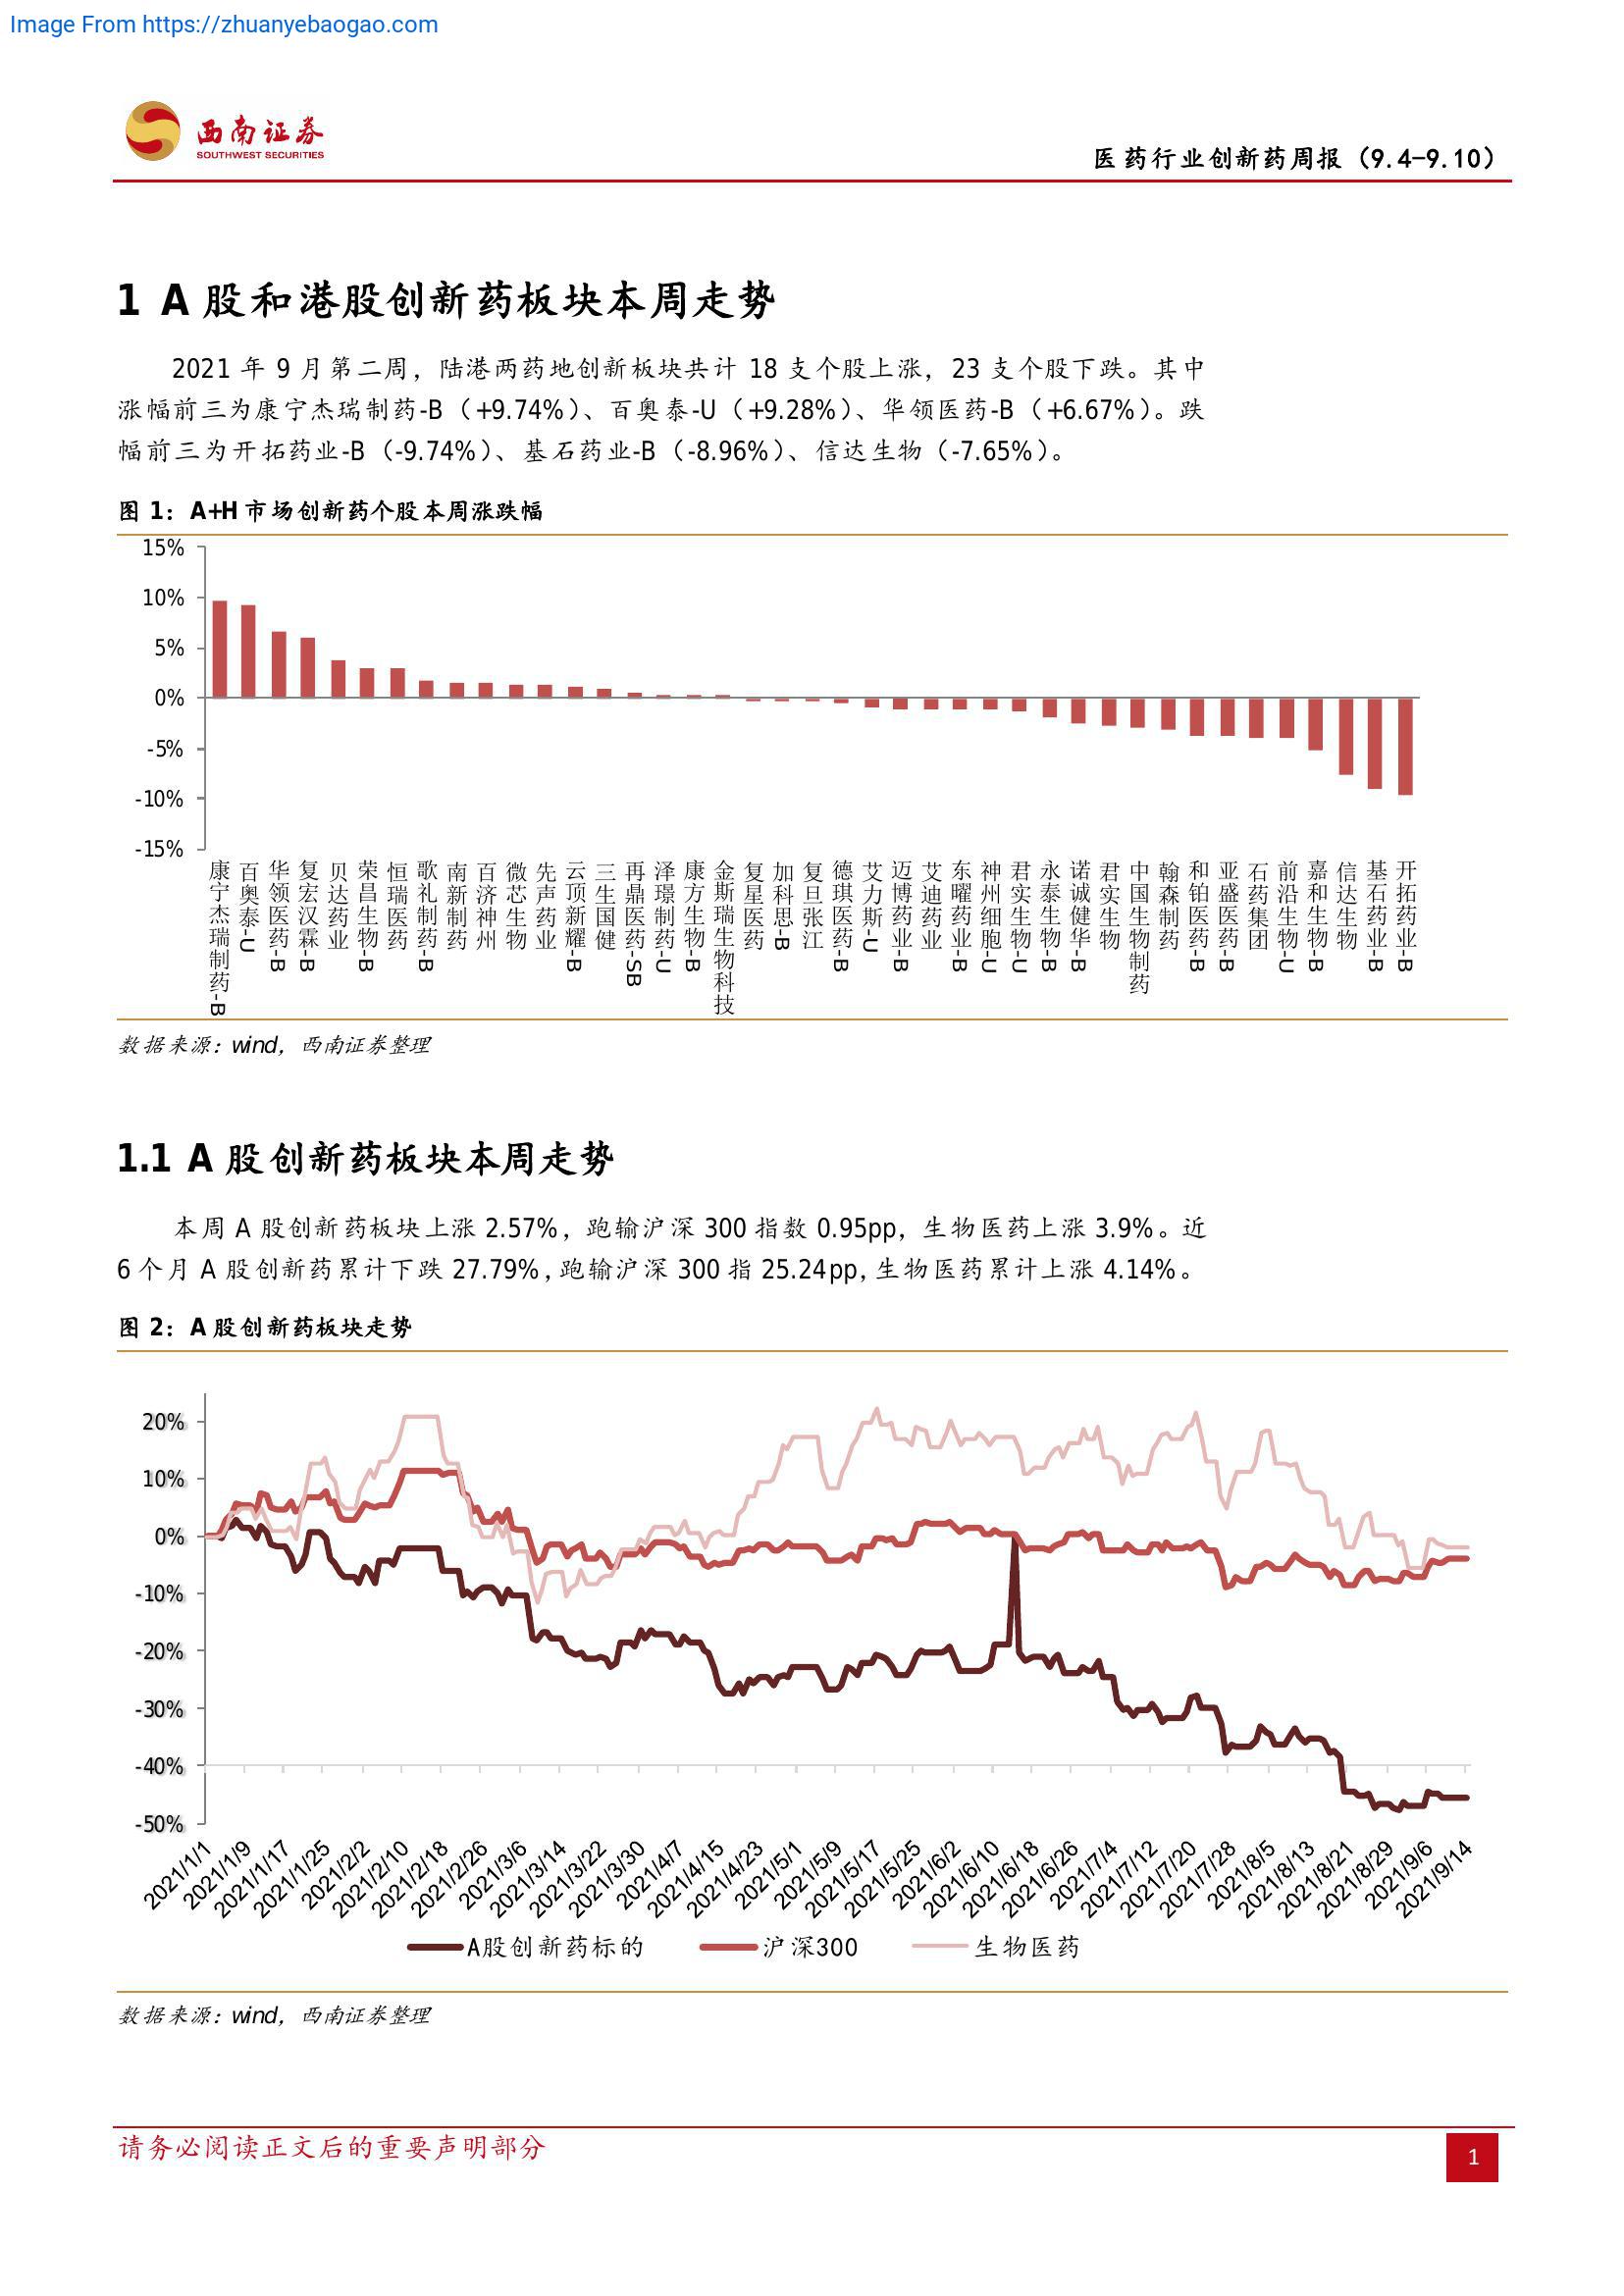 Image From https://zhuanyebaogao.com
西南证券
SOUTHWEST SECURITIES
医药行业创新药周报（9.4-9.10）
1 A 股和港股创新药板块本周走势
2021 年 9 月第二周，陆港两药地创新板块共计 18 支个股上涨，23 支个股下跌。其中
涨幅前三为康宁杰瑞制药-B（+9.74%）、百奥泰-U（+9.28%）、华领医药-B（+6.67%）。跌
幅前三为开拓药业-B（-9.74%）、基石药业-B（-8.96%）、信达生物（-7.65%）。
图 1：A+H 市场创新药个股本周涨跌幅
15%
10%
5%
0%
-5%
-10%
-15%
康宁杰瑞制药-B
百奥泰-U
华领医药-B
复宏汉霖-B
贝达药业
荣昌生物-B
恒瑞医药
歌礼制药-B
南新制药
百济神州
微芯生物
先声药业
云顶新耀-B
三生国健
再鼎医药-SB
泽璟制药-U
康方生物-B
金斯瑞生物科技
复星医药
加科思-B
复旦张江
德琪医药-B
艾力斯-U
迈博药业-B
艾迪药业
东曜药业-B
神州细胞-U
君实生物-U
永泰生物-B
诺诚健华-B
君实生物
中国生物制药
翰森制药
和铂医药-B
亚盛医药-B
石药集团
前沿生物-U
嘉和生物-B
信达生物
基石药业-B
开拓药业-B
数据来源：wind，西南证券整理
1.1 A 股创新药板块本周走势
本周 A 股创新药板块上涨 2.57%，跑输沪深 300 指数 0.95pp，生物医药上涨 3.9%。近
6 个月 A 股创新药累计下跌 27.79%，跑输沪深 300 指 25.24pp，生物医药累计上涨 4.14%。
图 2：A 股创新药板块走势
20%
10%
0%
-10%
-20%
-30%
-40%
-50%
2021/1/1
2021/1/9
2021/1/17
2021/1/25
2021/2/2
2021/2/10
2021/2/18
2021/2/26
2021/3/6
2021/3/14
2021/3/22
2021/3/30
2021/4/7
2021/4/15
2021/4/23
2021/5/1
2021/5/9
2021/5/17
2021/5/25
2021/6/2
2021/6/10
2021/6/18
2021/6/26
2021/7/4
2021/7/12
2021/7/20
2021/7/28
2021/8/5
2021/8/13
2021/8/21
2021/8/29
2021/9/6
2021/9/14
A股创新药标的 沪深300 生物医药
数据来源：wind，西南证券整理
请务必阅读正文后的重要声明部分
1